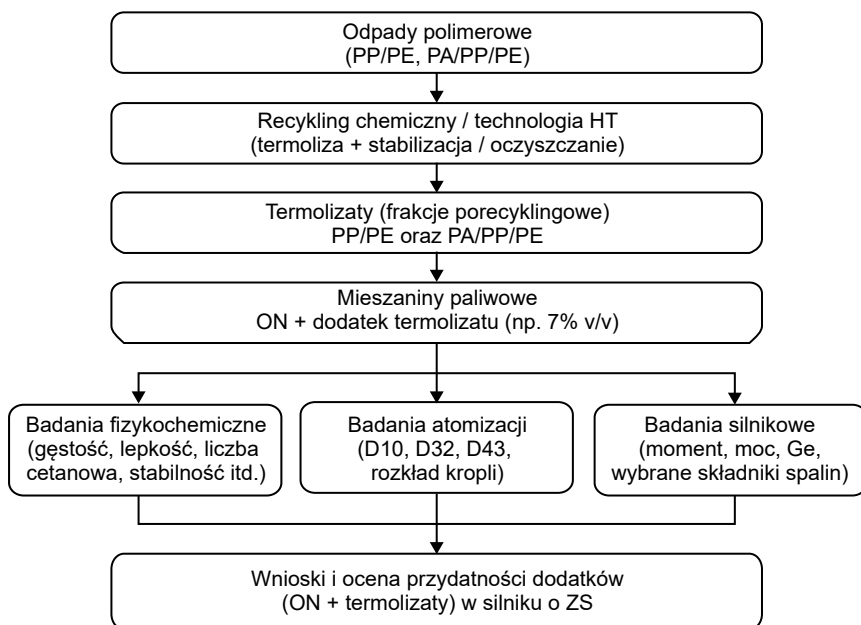 Odpady polimerowe
(PP/PE, PA/PP/PE)
Recykling chemiczny / technologia HT
(termoliza + stabilizacja / oczyszczanie)
Termolizaty (frakcje porecyklingowe)
PP/PE oraz PA/PP/PE
Mieszaniny paliwowe
ON + dodatek termolizatu (np. 7% v/v)
Badania fizykochemiczne
(gęstość, lepkość, liczba
cetanowa, stabilność itd.)
Badania atomizacji
(D10, D32, D43,
rozkład kropli)
Badania silnikowe
(moment, moc, Ge,
wybrane składniki spalin)
Wnioski i ocena przydatności dodatków
(ON + termolizaty) w silniku o ZS